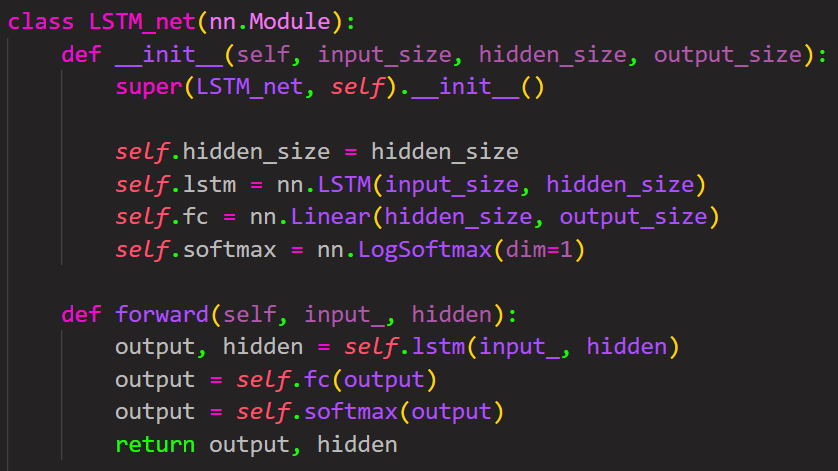 class LSTM_net(nn.Module):
    def __init__(self, input_size, hidden_size, output_size):
        super(LSTM_net, self).__init__()

        self.hidden_size = hidden_size
        self.lstm = nn.LSTM(input_size, hidden_size)
        self.fc = nn.Linear(hidden_size, output_size)
        self.softmax = nn.LogSoftmax(dim=1)

    def forward(self, input_, hidden):
        output, hidden = self.lstm(input_, hidden)
        output = self.fc(output)
        output = self.softmax(output)
        return output, hidden